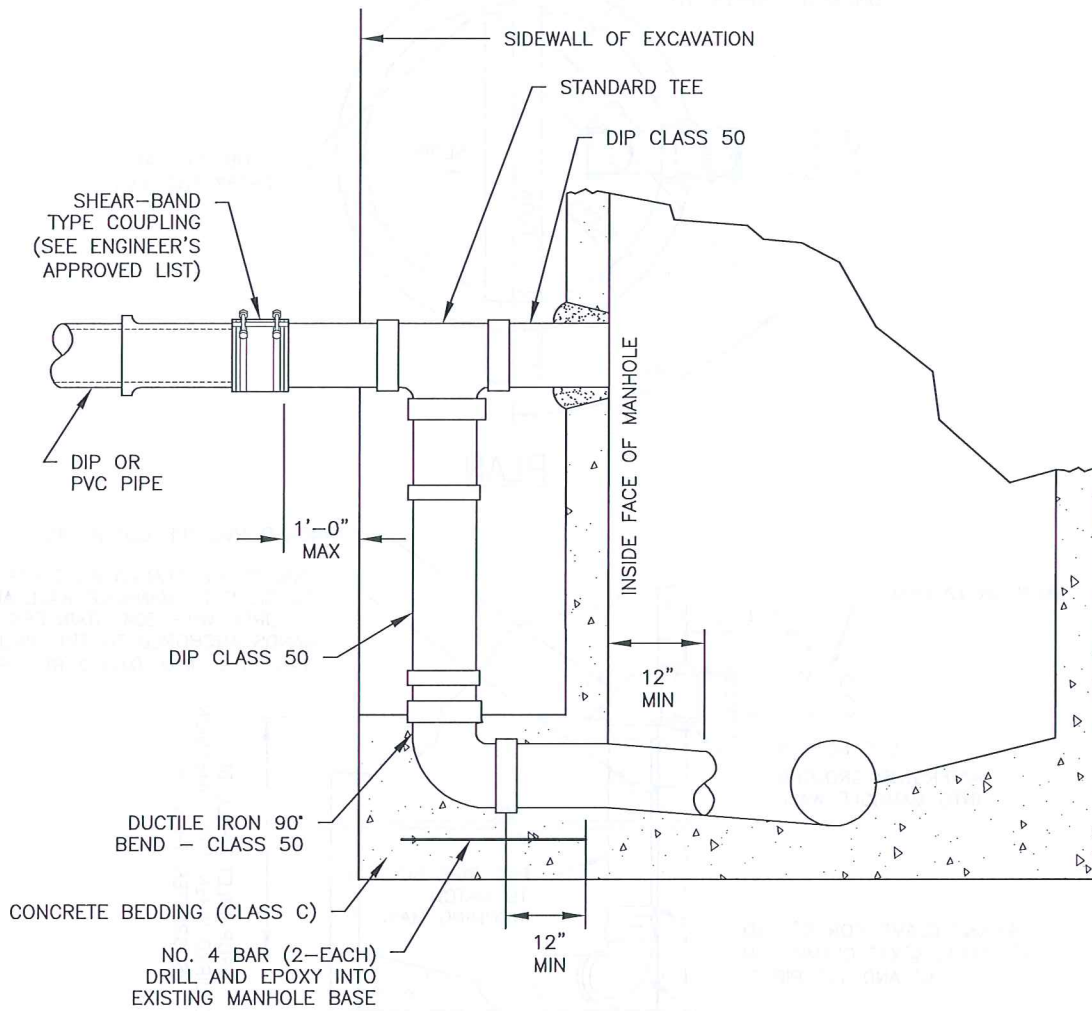 SIDEWALL OF EXCAVATION
STANDARD TEE
DIP CLASS 50
SHEAR-BAND
TYPE COUPLING
(SEE ENGINEER'S
APPROVED LIST)
DIP OR
PVC PIPE
1'-0"
MAX
INSIDE FACE OF MANHOLE
DIP CLASS 50
12"
MIN
DUCTILE IRON 90°
BEND - CLASS 50
CONCRETE BEDDING (CLASS C)
12"
MIN
NO. 4 BAR (2-EACH)
DRILL AND EPOXY INTO
EXISTING MANHOLE BASE